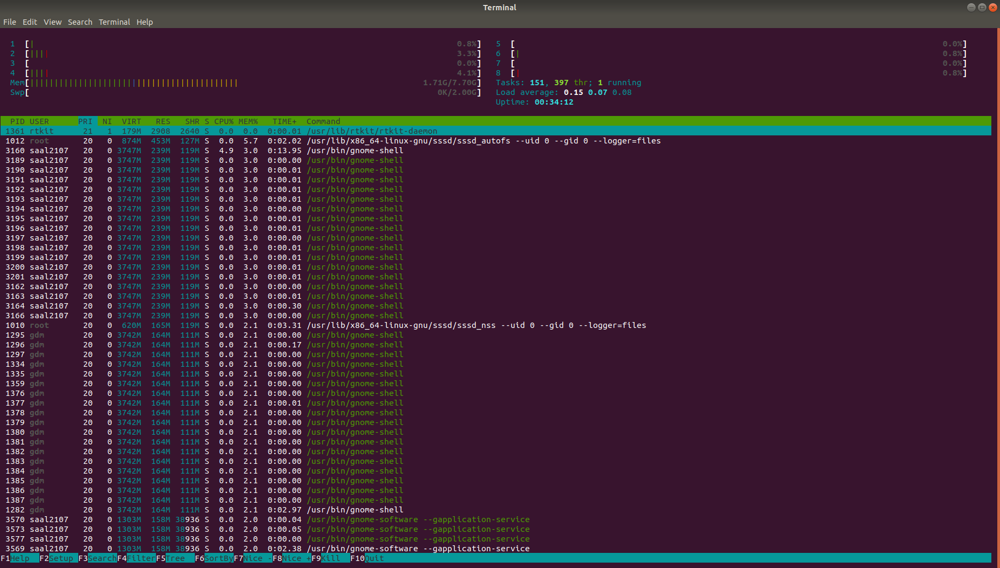 Terminal
File Edit View Search Terminal Help
1 [| 0.8%] 5 [ 0.0%]
2 [|||| 3.3%] 6 [| 0.8%]
3 [ 0.0%] 7 [ 0.0%]
4 [|||| 4.1%] 8 [| 0.8%]
Mem[||||||||||||||||||||||||||||||||||||||||||| 1.71G/7.70G] Tasks: 151, 397 thr; 1 running
Swp[ 0K/2.00G] Load average: 0.15 0.07 0.08
Uptime: 00:34:12
PID USER PRI NI VIRT RES SHR S CPU% MEM% TIME+ Command
1361 rtkit 21 1 179M 2908 2640 S 0.0 0.0 0:00.01 /usr/lib/rtkit/rtkit-daemon
1012 root 20 0 874M 453M 127M S 0.0 5.7 0:02.02 /usr/lib/x86_64-linux-gnu/sssd/sssd_autofs --uid 0 --gid 0 --logger=files
3160 saal2107 20 0 3747M 239M 119M S 4.9 3.0 0:13.95 /usr/bin/gnome-shell
3189 saal2107 20 0 3747M 239M 119M S 0.0 3.0 0:00.00 /usr/bin/gnome-shell
3190 saal2107 20 0 3747M 239M 119M S 0.0 3.0 0:00.01 /usr/bin/gnome-shell
3191 saal2107 20 0 3747M 239M 119M S 0.0 3.0 0:00.01 /usr/bin/gnome-shell
3192 saal2107 20 0 3747M 239M 119M S 0.0 3.0 0:00.01 /usr/bin/gnome-shell
3193 saal2107 20 0 3747M 239M 119M S 0.0 3.0 0:00.01 /usr/bin/gnome-shell
3194 saal2107 20 0 3747M 239M 119M S 0.0 3.0 0:00.00 /usr/bin/gnome-shell
3195 saal2107 20 0 3747M 239M 119M S 0.0 3.0 0:00.01 /usr/bin/gnome-shell
3196 saal2107 20 0 3747M 239M 119M S 0.0 3.0 0:00.01 /usr/bin/gnome-shell
3197 saal2107 20 0 3747M 239M 119M S 0.0 3.0 0:00.00 /usr/bin/gnome-shell
3198 saal2107 20 0 3747M 239M 119M S 0.0 3.0 0:00.01 /usr/bin/gnome-shell
3199 saal2107 20 0 3747M 239M 119M S 0.0 3.0 0:00.01 /usr/bin/gnome-shell
3200 saal2107 20 0 3747M 239M 119M S 0.0 3.0 0:00.01 /usr/bin/gnome-shell
3201 saal2107 20 0 3747M 239M 119M S 0.0 3.0 0:00.01 /usr/bin/gnome-shell
3162 saal2107 20 0 3747M 239M 119M S 0.0 3.0 0:00.00 /usr/bin/gnome-shell
3163 saal2107 20 0 3747M 239M 119M S 0.0 3.0 0:00.01 /usr/bin/gnome-shell
3164 saal2107 20 0 3747M 239M 119M S 0.0 3.0 0:00.30 /usr/bin/gnome-shell
3166 saal2107 20 0 3747M 239M 119M S 0.0 3.0 0:00.00 /usr/bin/gnome-shell
1010 root 20 0 620M 165M 119M S 0.0 2.1 0:03.31 /usr/lib/x86_64-linux-gnu/sssd/sssd_nss --uid 0 --gid 0 --logger=files
1295 gdm 20 0 3742M 164M 111M S 0.0 2.1 0:00.00 /usr/bin/gnome-shell
1296 gdm 20 0 3742M 164M 111M S 0.0 2.1 0:00.17 /usr/bin/gnome-shell
1297 gdm 20 0 3742M 164M 111M S 0.0 2.1 0:00.00 /usr/bin/gnome-shell
1334 gdm 20 0 3742M 164M 111M S 0.0 2.1 0:00.00 /usr/bin/gnome-shell
1335 gdm 20 0 3742M 164M 111M S 0.0 2.1 0:00.00 /usr/bin/gnome-shell
1359 gdm 20 0 3742M 164M 111M S 0.0 2.1 0:00.00 /usr/bin/gnome-shell
1376 gdm 20 0 3742M 164M 111M S 0.0 2.1 0:00.00 /usr/bin/gnome-shell
1377 gdm 20 0 3742M 164M 111M S 0.0 2.1 0:00.01 /usr/bin/gnome-shell
1378 gdm 20 0 3742M 164M 111M S 0.0 2.1 0:00.00 /usr/bin/gnome-shell
1379 gdm 20 0 3742M 164M 111M S 0.0 2.1 0:00.00 /usr/bin/gnome-shell
1380 gdm 20 0 3742M 164M 111M S 0.0 2.1 0:00.00 /usr/bin/gnome-shell
1381 gdm 20 0 3742M 164M 111M S 0.0 2.1 0:00.00 /usr/bin/gnome-shell
1382 gdm 20 0 3742M 164M 111M S 0.0 2.1 0:00.00 /usr/bin/gnome-shell
1383 gdm 20 0 3742M 164M 111M S 0.0 2.1 0:00.00 /usr/bin/gnome-shell
1384 gdm 20 0 3742M 164M 111M S 0.0 2.1 0:00.00 /usr/bin/gnome-shell
1385 gdm 20 0 3742M 164M 111M S 0.0 2.1 0:00.00 /usr/bin/gnome-shell
1386 gdm 20 0 3742M 164M 111M S 0.0 2.1 0:00.00 /usr/bin/gnome-shell
1387 gdm 20 0 3742M 164M 111M S 0.0 2.1 0:00.00 /usr/bin/gnome-shell
1282 gdm 20 0 3742M 164M 111M S 0.0 2.1 0:02.97 /usr/bin/gnome-shell
3570 saal2107 20 0 1303M 158M 38936 S 0.0 2.0 0:00.04 /usr/bin/gnome-software --gapplication-service
3573 saal2107 20 0 1303M 158M 38936 S 0.0 2.0 0:00.05 /usr/bin/gnome-software --gapplication-service
3577 saal2107 20 0 1303M 158M 38936 S 0.0 2.0 0:00.00 /usr/bin/gnome-software --gapplication-service
3569 saal2107 20 0 1303M 158M 38936 S 0.0 2.0 0:02.38 /usr/bin/gnome-software --gapplication-service
F1Help F2Setup F3SearchF4FilterF5Tree F6SortByF7Nice -F8Nice +F9Kill F10Quit